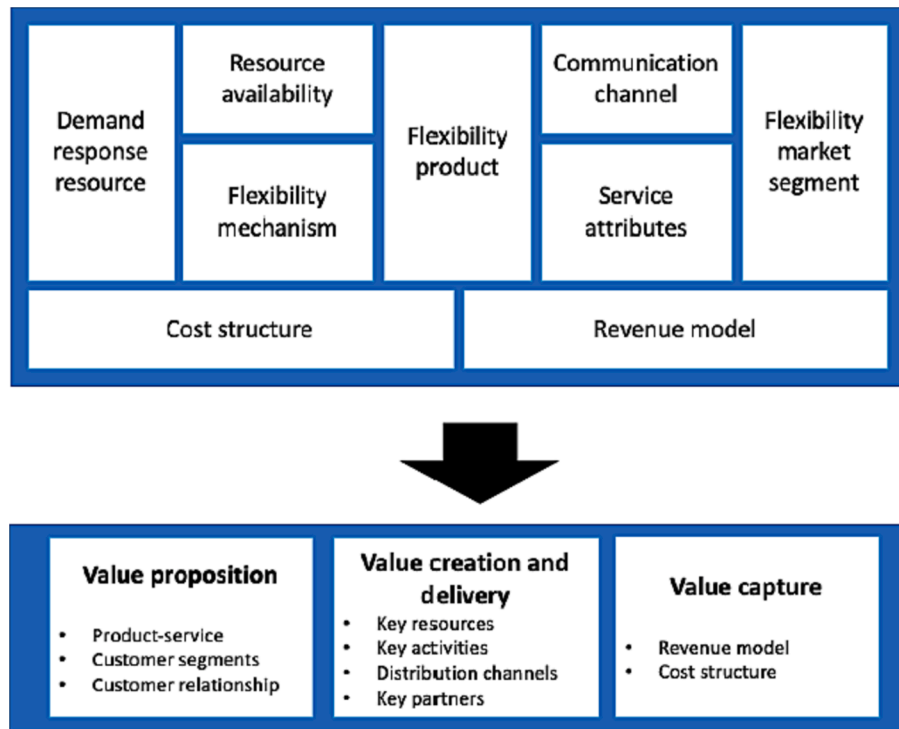 Demand
response
resource
Resource
availability
Flexibility
mechanism
Flexibility
product
Communication
channel
Service
attributes
Flexibility
market
segment
Cost structure
Revenue model
Value proposition
• Product-service
• Customer segments
• Customer relationship
Value creation and
delivery
• Key resources
• Key activities
• Distribution channels
• Key partners
Value capture
• Revenue model
• Cost structure